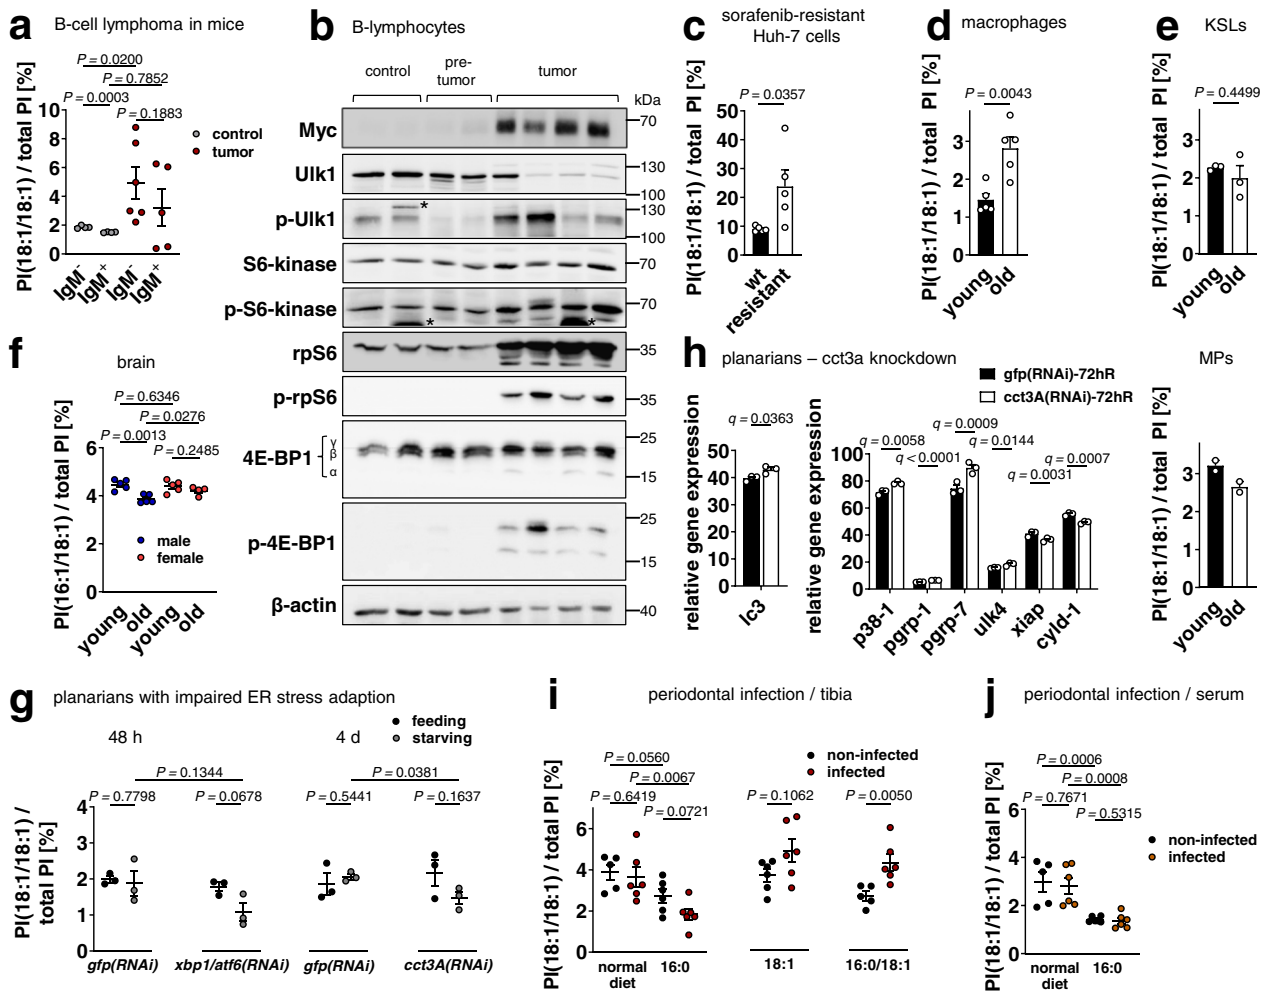 a
B-cell lymphoma in mice
P = 0.0200
P = 0.7852
P = 0.0003
P = 0.1883
PI(18:1/18:1) / total PI [%]
10
8
6
4
2
0
control
tumor
IgM⁻
IgM⁺
IgM⁻
IgM⁺
b
B-lymphocytes
control
pre-
tumor
tumor
kDa
Myc
70
Ulk1
130
100
p-Ulk1
*
130
100
S6-kinase
70
p-S6-kinase
*
*
70
rpS6
35
p-rpS6
35
4E-BP1
γ
β
α
25
15
p-4E-BP1
25
15
β-actin
40
c
sorafenib-resistant
Huh-7 cells
P = 0.0357
PI(18:1/18:1) / total PI [%]
50
40
30
20
10
0
wt
resistant
d
macrophages
P = 0.0043
PI(18:1/18:1) / total PI [%]
3
2
1
0
young
old
e
KSLs
P = 0.4499
PI(18:1/18:1) / total PI [%]
3
2
1
0
young
old
MPs
PI(18:1/18:1) / total PI [%]
3
2
1
0
young
old
f
brain
P = 0.6346
P = 0.0276
P = 0.0013
P = 0.2485
PI(16:1/18:1) / total PI [%]
6
4
2
0
male
female
young
old
young
old
h
planarians – cct3a knockdown
gfp(RNAi)-72hR
cct3A(RNAi)-72hR
q = 0.0363
relative gene expression
50
40
30
20
10
0
lc3
relative gene expression
100
80
60
40
20
0
q = 0.0058
q < 0.0001
q = 0.0009
q = 0.0144
q = 0.0031
q = 0.0007
p38-1
pgrp-1
pgrp-7
ulk4
xiap
cyld-1
g
planarians with impaired ER stress adaption
feeding
starving
48 h
4 d
P = 0.1344
P = 0.0381
P = 0.7798
P = 0.0678
P = 0.5441
P = 0.1637
PI(18:1/18:1) /
total PI [%]
4
3
2
1
0
gfp(RNAi)
xbp1/atf6(RNAi)
gfp(RNAi)
cct3A(RNAi)
i
periodontal infection / tibia
non-infected
infected
P = 0.0560
P = 0.0067
P = 0.6419
P = 0.0721
P = 0.1062
P = 0.0050
PI(18:1/18:1) / total PI [%]
6
4
2
0
normal
diet
16:0
18:1
16:0/18:1
j
periodontal infection / serum
P = 0.0006
P = 0.0008
P = 0.7671
P = 0.5315
PI(18:1/18:1) / total PI [%]
6
4
2
0
non-infected
infected
normal
diet
16:0